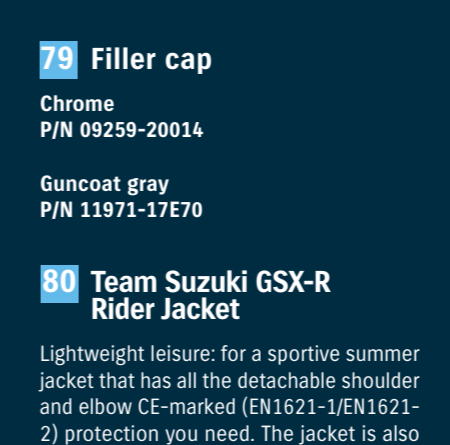 79 Filler cap
Chrome
P/N 09259-20014
Guncoat gray
P/N 11971-17E70
80 Team Suzuki GSX-R
Rider Jacket
Lightweight leisure: for a sportive summer
jacket that has all the detachable shoulder
and elbow CE-marked (EN1621-1/EN1621-
2) protection you need. The jacket is also